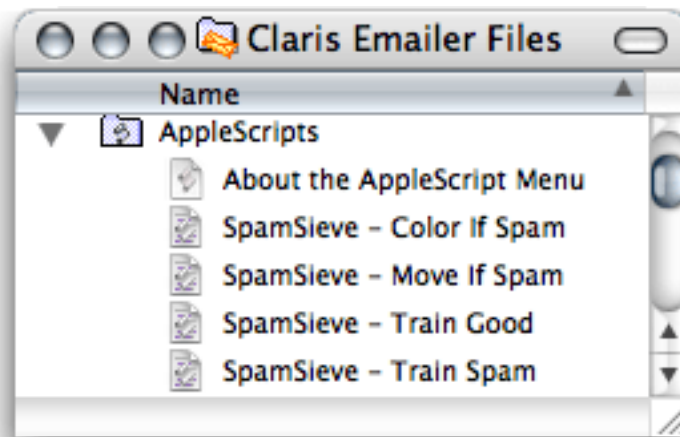 Claris Emailer Files
Name
AppleScripts
About the AppleScript Menu
SpamSieve – Color If Spam
SpamSieve – Move If Spam
SpamSieve – Train Good
SpamSieve – Train Spam